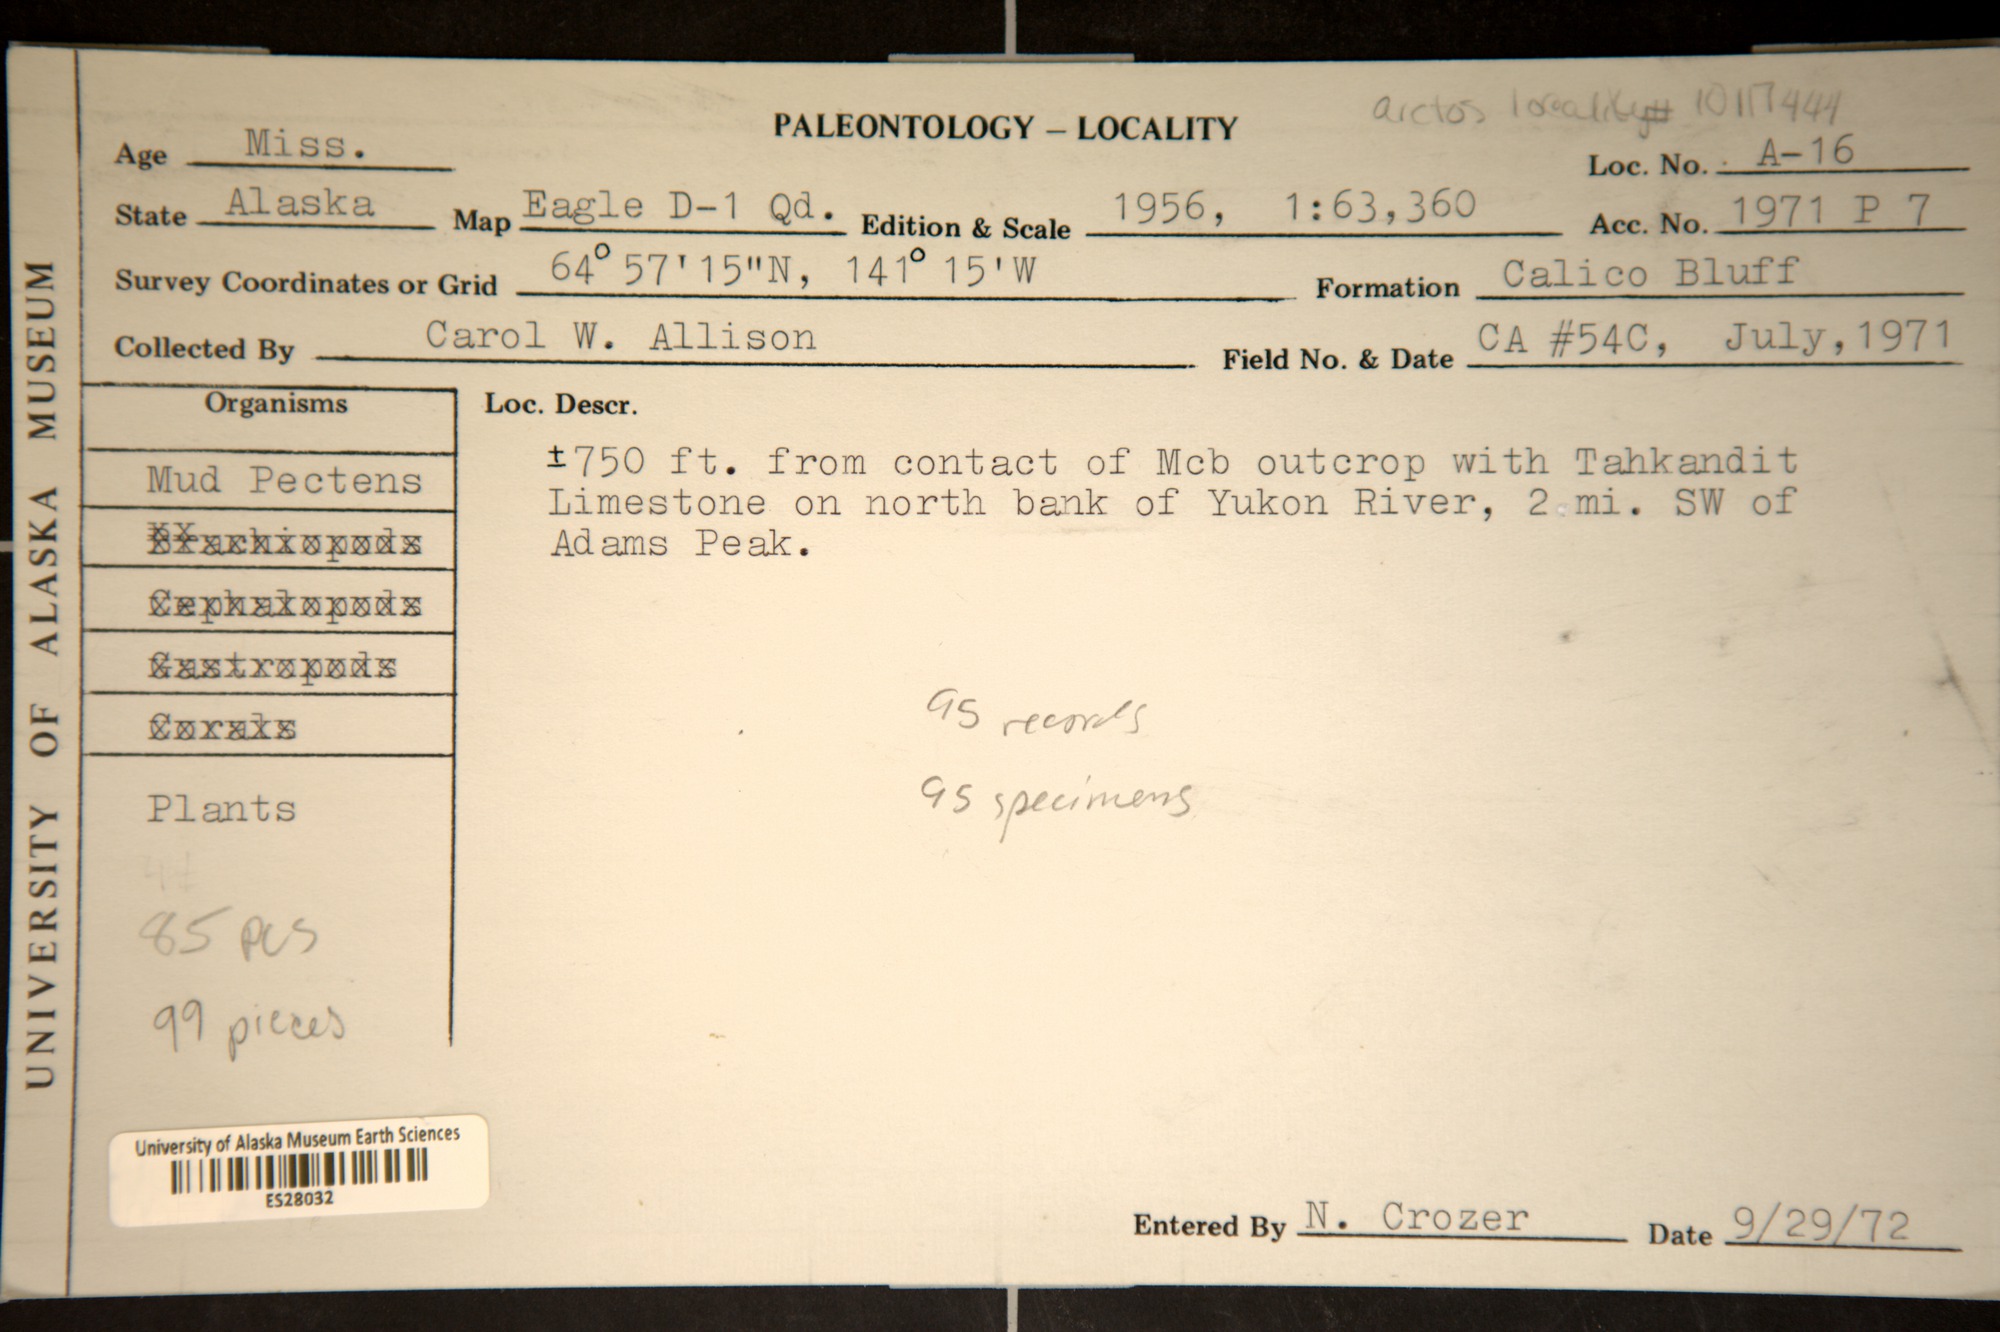 UNIVERSITY OF ALASKA MUSEUM
arctos locality# 10117444
PALEONTOLOGY – LOCALITY
Age Miss.
Loc. No. A-16
State Alaska Map Eagle D-1 Qd. Edition & Scale 1956, 1:63,360 Acc. No. 1971 P 7
Survey Coordinates or Grid 64° 57'15"N, 141° 15'W Formation Calico Bluff
Collected By Carol W. Allison Field No. & Date CA #54C, July,1971
Organisms
Mud Pectens
Brachiopods
Cephalopods
Gastropods
Corals
Plants
85 pcs
99 pieces
Loc. Descr.
±750 ft. from contact of Mcb outcrop with Tahkandit
Limestone on north bank of Yukon River, 2 mi. SW of
Adams Peak.
95 records
95 specimens
University of Alaska Museum Earth Sciences
ES28032
Entered By N. Crozer Date 9/29/72